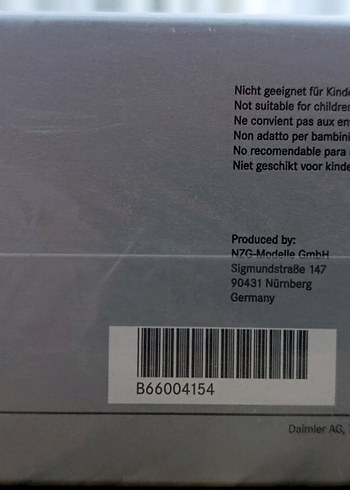 Nicht geeignet für Kinde
Not suitable for children
Ne convient pas aux en
Non adatto per bambini
No recomendable para
Niet geschikt voor kinde
Produced by:
NZG-Modelle GmbH
Sigmundstraße 147
90431 Nürnberg
Germany
B66004154
Daimler AG,